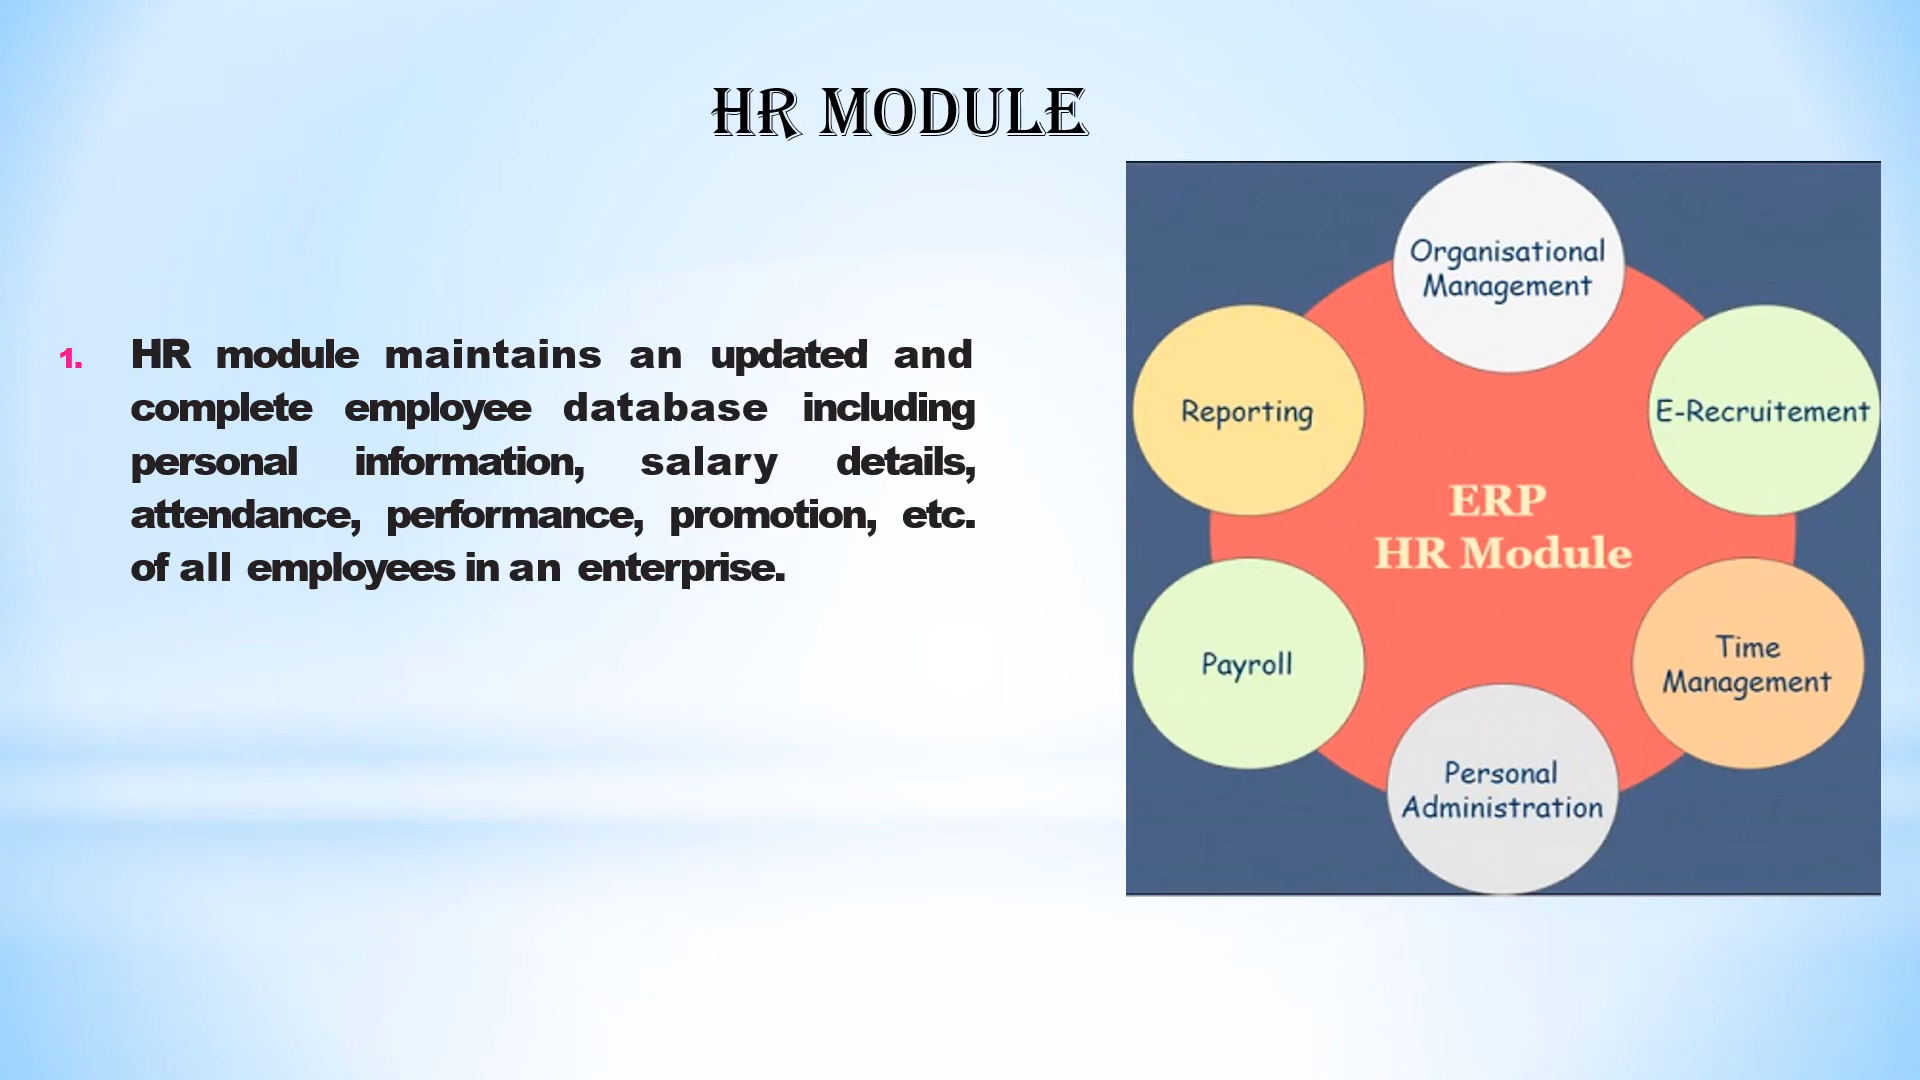 HR MODULE
1. HR module maintains an updated and
complete employee database including
personal information, salary details,
attendance, performance, promotion, etc.
of all employees in an enterprise.
Organisational
Management
Reporting
E-Recruitement
ERP
HR Module
Payroll
Time
Management
Personal
Administration